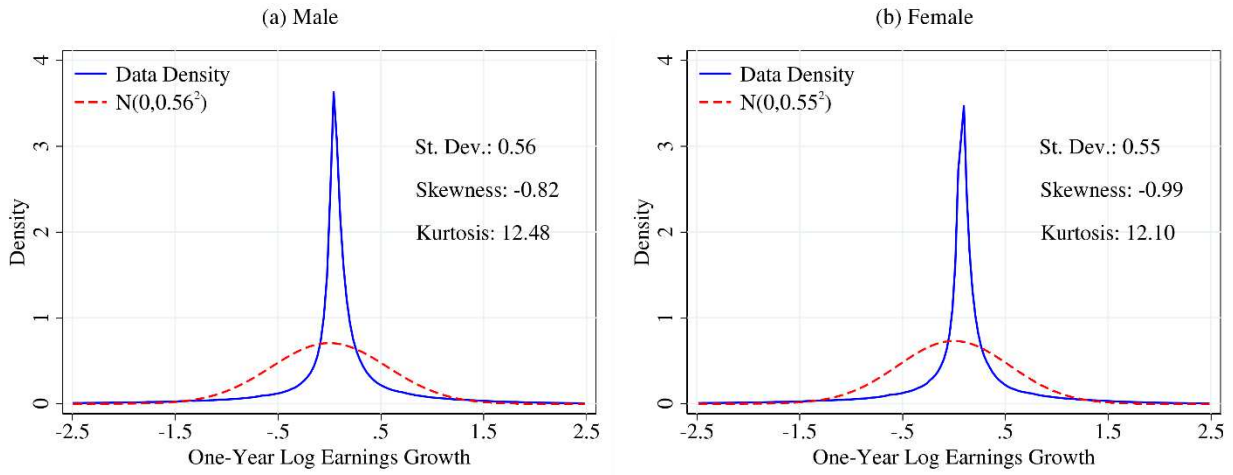 (a) Male
Data Density
N(0,0.56²)
St. Dev.: 0.56
Skewness: -0.82
Kurtosis: 12.48
Density
4
3
2
1
0
-2.5 -1.5 -.5 .5 1.5 2.5
One-Year Log Earnings Growth
(b) Female
Data Density
N(0,0.55²)
St. Dev.: 0.55
Skewness: -0.99
Kurtosis: 12.10
Density
4
3
2
1
0
-2.5 -1.5 -.5 .5 1.5 2.5
One-Year Log Earnings Growth